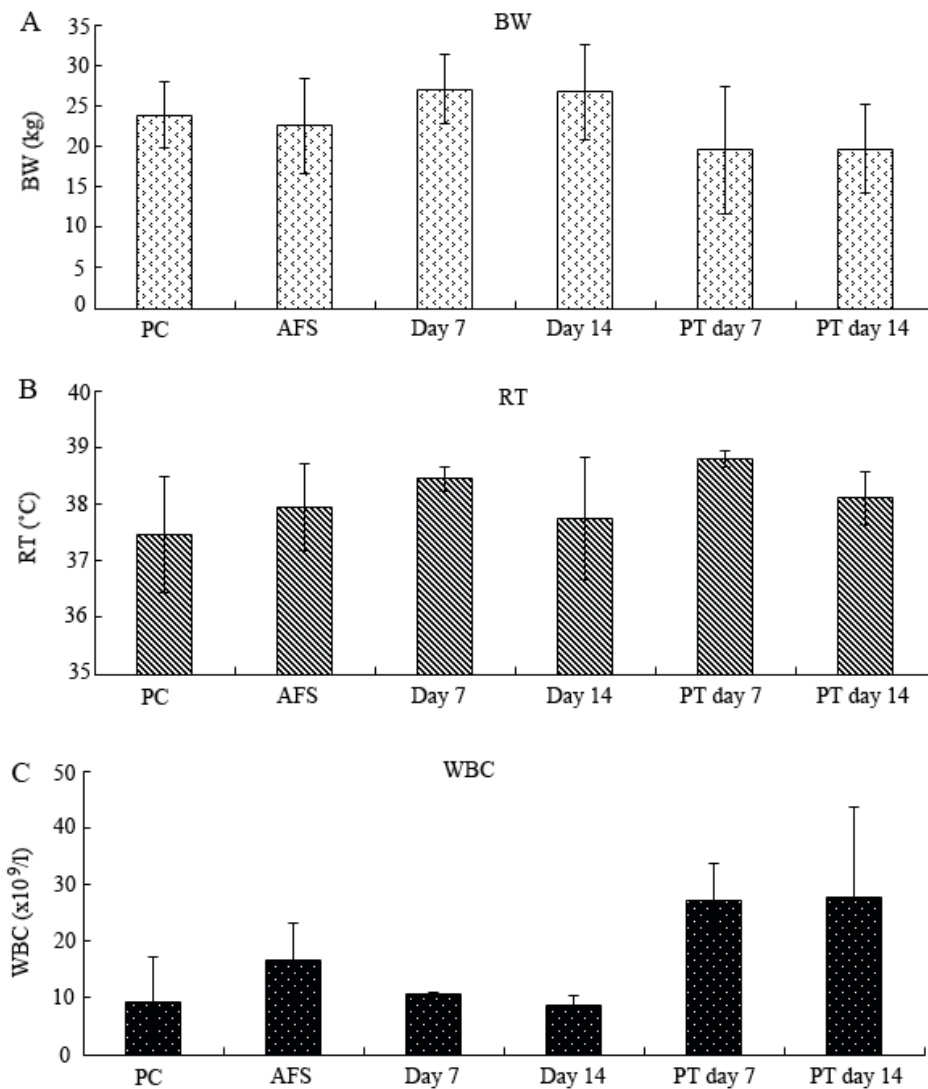 A
BW
BW (kg)
35
30
25
20
15
10
5
0
PC AFS Day 7 Day 14 PT day 7 PT day 14
B
RT
RT (˚C)
40
39
38
37
36
35
PC AFS Day 7 Day 14 PT day 7 PT day 14
C
WBC
WBC (x10⁹/l)
50
40
30
20
10
0
PC AFS Day 7 Day 14 PT day 7 PT day 14